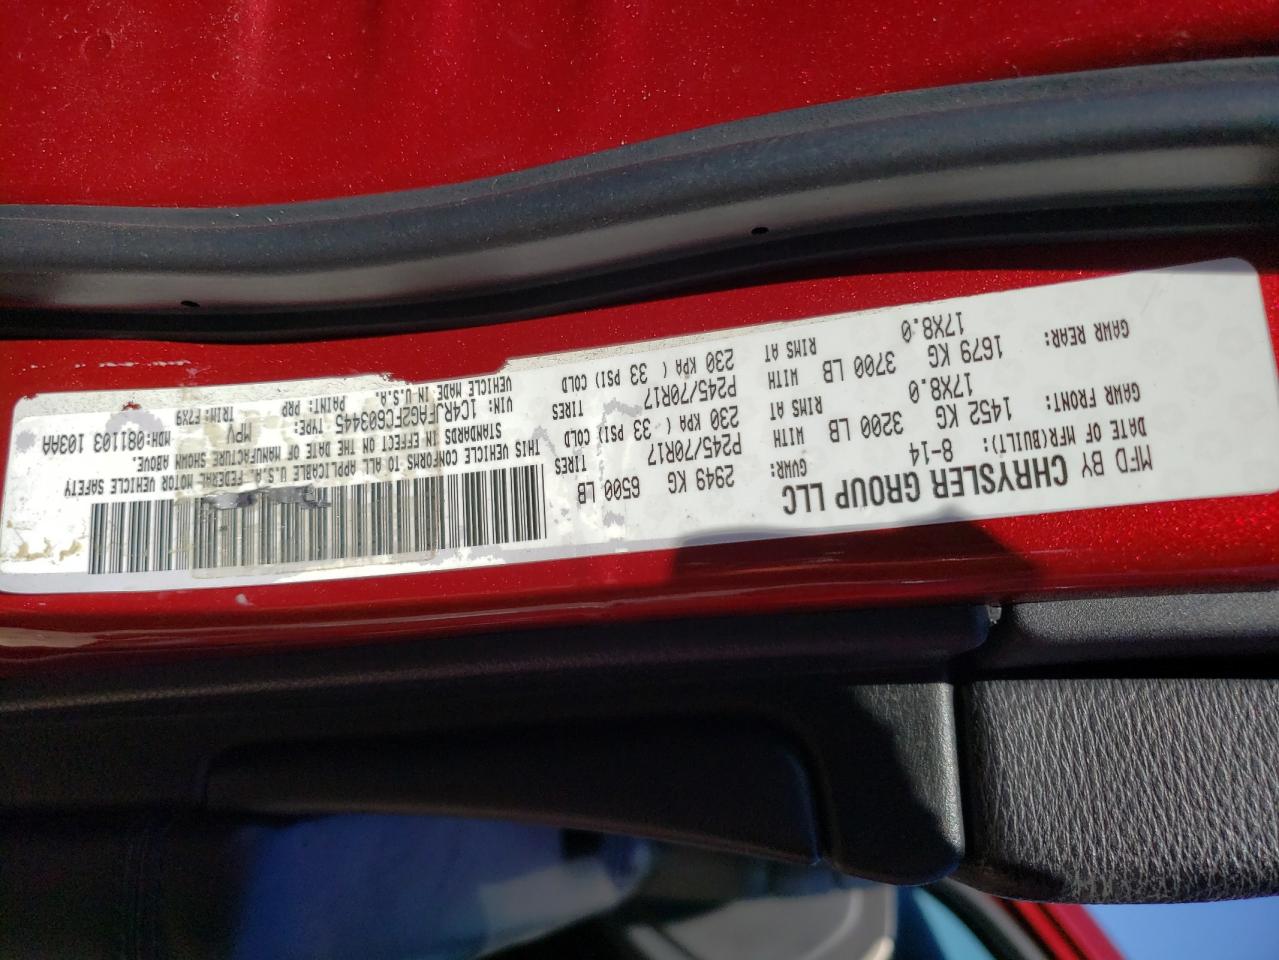 MFD BY CHRYSLER GROUP LLC
DATE OF MFR(BUILT): 8-14 GVWR: 2949 KG 6500 LB
GAWR FRONT: 1452 KG 3200 LB WITH P245/70R17 TIRES
17X8.0 RIMS AT 230 KPA ( 33 PSI) COLD
GAWR REAR: 1679 KG 3700 LB WITH P245/70R17 TIRES
17X8.0 RIMS AT 230 KPA ( 33 PSI) COLD
THIS VEHICLE CONFORMS TO ALL APPLICABLE U.S.A. FEDERAL MOTOR VEHICLE SAFETY
STANDARDS IN EFFECT ON THE DATE OF MANUFACTURE SHOWN ABOVE.
VIN: 1C4RJFAG2FC603445 TYPE: MPV MDH:081103 103AA
VEHICLE MADE IN U.S.A. PAINT: PRP TRIM: F7X9